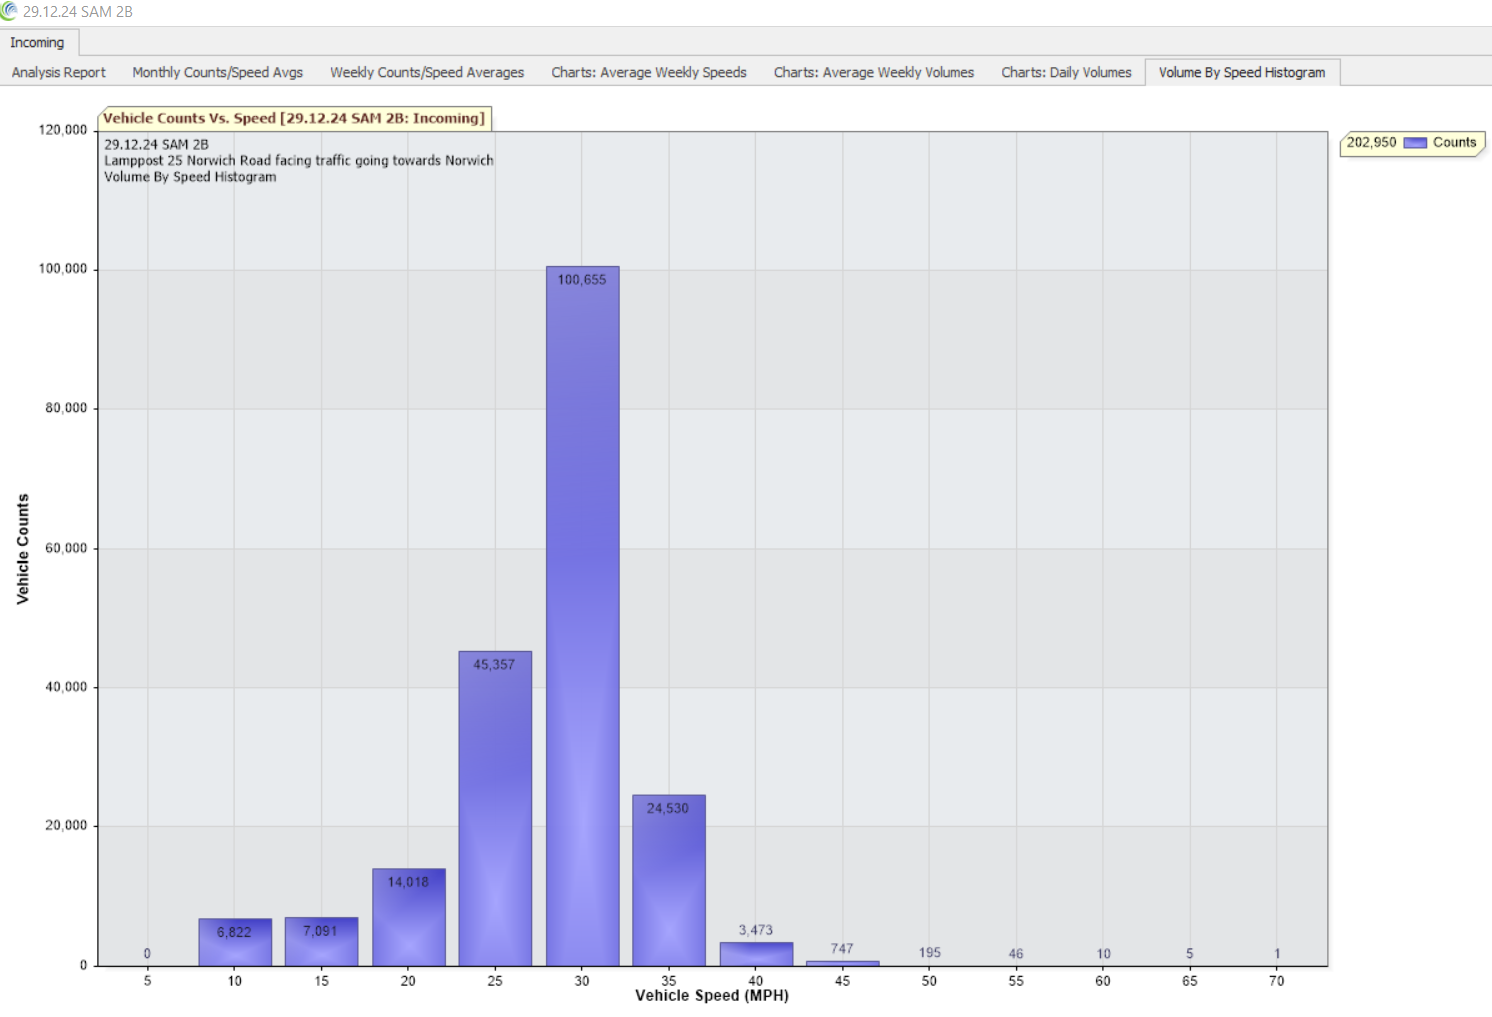 29.12.24 SAM 2B
Incoming
Analysis Report Monthly Counts/Speed Avgs Weekly Counts/Speed Averages Charts: Average Weekly Speeds Charts: Average Weekly Volumes Charts: Daily Volumes Volume By Speed Histogram
Vehicle Counts Vs. Speed [29.12.24 SAM 2B: Incoming]
29.12.24 SAM 2B
Lamppost 25 Norwich Road facing traffic going towards Norwich
Volume By Speed Histogram
202,950 Counts
120,000
100,000
80,000
60,000
40,000
20,000
0
Vehicle Counts
0 6,822 7,091 14,018 45,357 100,655 24,530 3,473 747 195 46 10 5 1
5 10 15 20 25 30 35 40 45 50 55 60 65 70
Vehicle Speed (MPH)